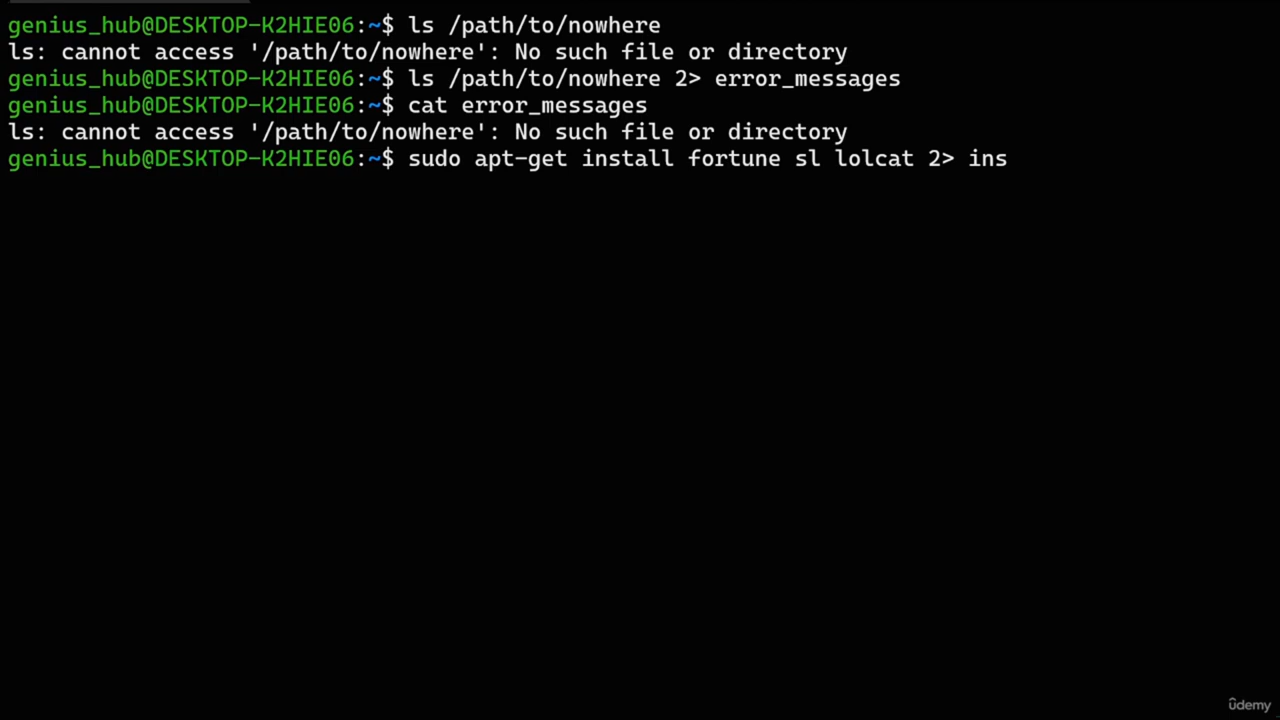 genius_hub@DESKTOP-K2HIE06:~$ ls /path/to/nowhere
ls: cannot access '/path/to/nowhere': No such file or directory
genius_hub@DESKTOP-K2HIE06:~$ ls /path/to/nowhere 2> error_messages
genius_hub@DESKTOP-K2HIE06:~$ cat error_messages
ls: cannot access '/path/to/nowhere': No such file or directory
genius_hub@DESKTOP-K2HIE06:~$ sudo apt-get install fortune sl lolcat 2> ins
ûdemy